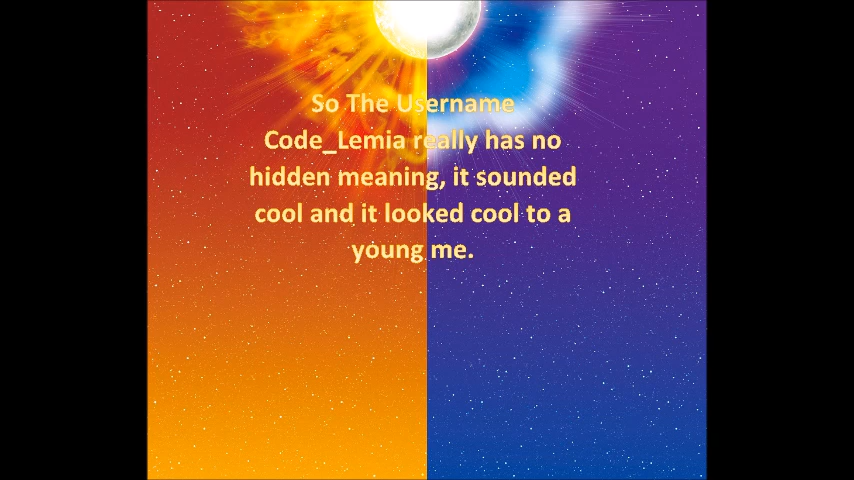 So The Username
Code_Lemia really has no
hidden meaning, it sounded
cool and it looked cool to a
young me.